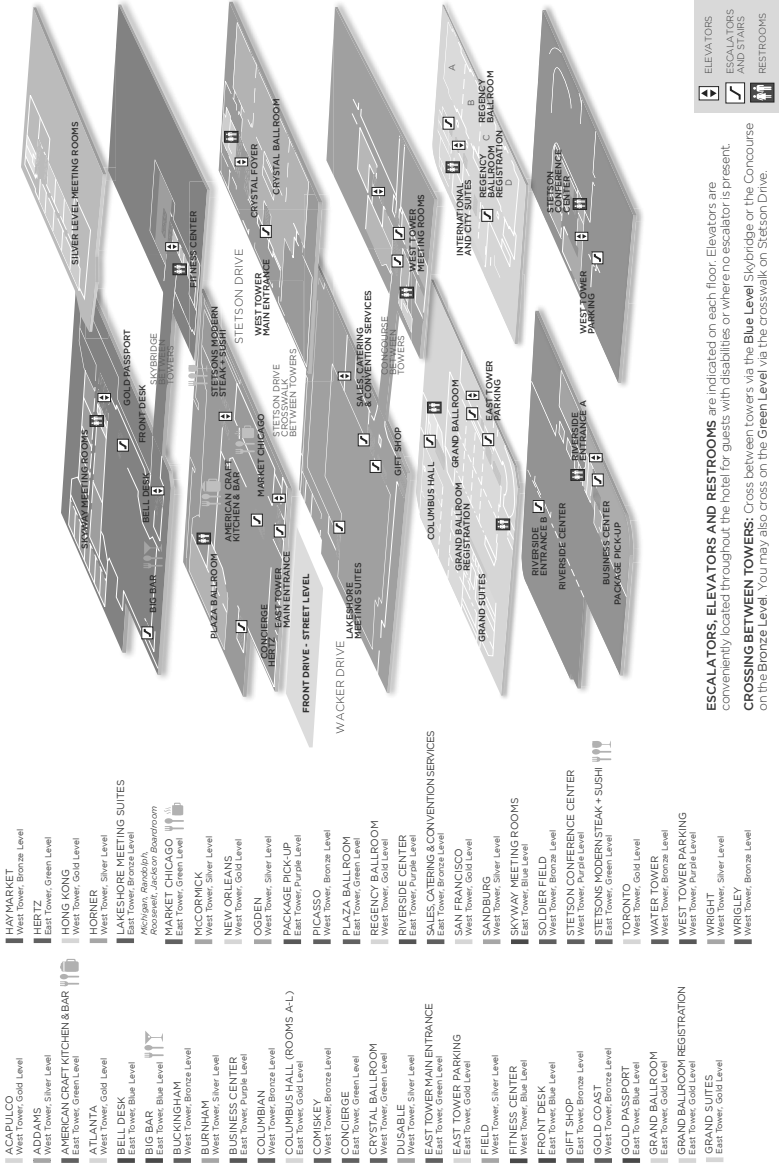 ACAPULCO
West Tower, Gold Level
ADDAMS
West Tower, Silver Level
AMERICAN CRAFT KITCHEN & BAR
East Tower, Green Level
ATLANTA
West Tower, Gold Level
BELL DESK
East Tower, Blue Level
BIG BAR
East Tower, Blue Level
BUCKINGHAM
West Tower, Bronze Level
BURNHAM
West Tower, Silver Level
BUSINESS CENTER
East Tower, Purple Level
COLUMBIAN
West Tower, Bronze Level
COLUMBUS HALL (ROOMS A-L)
East Tower, Gold Level
COMISKEY
West Tower, Bronze Level
CONCIERGE
East Tower, Green Level
CRYSTAL BALLROOM
West Tower, Green Level
DUSABLE
West Tower, Silver Level
EAST TOWER MAIN ENTRANCE
East Tower, Green Level
EAST TOWER PARKING
East Tower, Gold Level
FIELD
West Tower, Silver Level
FITNESS CENTER
West Tower, Blue Level
FRONT DESK
East Tower, Blue Level
GIFT SHOP
East Tower, Bronze Level
GOLD COAST
West Tower, Bronze Level
GOLD PASSPORT
East Tower, Blue Level
GRAND BALLROOM
East Tower, Gold Level
GRAND BALLROOM REGISTRATION
East Tower, Gold Level
GRAND SUITES
East Tower, Gold Level
HAYMARKET
West Tower, Bronze Level
HERTZ
East Tower, Green Level
HONG KONG
West Tower, Gold Level
HORNER
West Tower, Silver Level
LAKESHORE MEETING SUITES
East Tower, Bronze Level
Michigan, Randolph,
Roosevelt, Jackson Boardroom
MARKET CHICAGO
East Tower, Green Level
McCORMICK
West Tower, Silver Level
NEW ORLEANS
West Tower, Gold Level
OGDEN
West Tower, Silver Level
PACKAGE PICK-UP
East Tower, Purple Level
PICASSO
West Tower, Bronze Level
PLAZA BALLROOM
East Tower, Green Level
REGENCY BALLROOM
West Tower, Gold Level
RIVERSIDE CENTER
East Tower, Purple Level
SALES, CATERING & CONVENTION SERVICES
East Tower, Bronze Level
SAN FRANCISCO
West Tower, Gold Level
SANDBURG
West Tower, Silver Level
SKYWAY MEETING ROOMS
East Tower, Blue Level
SOLDIER FIELD
West Tower, Bronze Level
STETSON CONFERENCE CENTER
West Tower, Purple Level
STETSONS MODERN STEAK + SUSHI
East Tower, Green Level
TORONTO
West Tower, Gold Level
WATER TOWER
West Tower, Bronze Level
WEST TOWER PARKING
West Tower, Purple Level
WRIGHT
West Tower, Silver Level
WRIGLEY
West Tower, Bronze Level
SILVER LEVEL MEETING ROOMS
SKYWAY MEETING ROOMS
GOLD PASSPORT
FRONT DESK
BELL DESK
BIG BAR
SKYBRIDGE
BETWEEN
TOWERS
FITNESS CENTER
PLAZA BALLROOM
AMERICAN CRAFT
KITCHEN & BAR
STETSONS MODERN
STEAK + SUSHI
MARKET CHICAGO
CONCIERGE
HERTZ
EAST TOWER
MAIN ENTRANCE
FRONT DRIVE - STREET LEVEL
STETSON DRIVE
STETSON DRIVE
CROSSWALK
BETWEEN TOWERS
WEST TOWER
MAIN ENTRANCE
CRYSTAL FOYER
CRYSTAL BALLROOM
WACKER DRIVE
LAKESHORE
MEETING SUITES
GIFT SHOP
SALES, CATERING
& CONVENTION SERVICES
CONCOURSE
BETWEEN
TOWERS
WEST TOWER
MEETING ROOMS
COLUMBUS HALL
GRAND BALLROOM
GRAND BALLROOM
REGISTRATION
GRAND SUITES
EAST TOWER
PARKING
INTERNATIONAL
AND CITY SUITES
REGENCY
BALLROOM
REGISTRATION
REGENCY
BALLROOM
A
B
C
D
RIVERSIDE
ENTRANCE B
RIVERSIDE CENTER
RIVERSIDE
ENTRANCE A
BUSINESS CENTER
PACKAGE PICK-UP
WEST TOWER
PARKING
STETSON
CONFERENCE
CENTER
ELEVATORS
ESCALATORS
AND STAIRS
RESTROOMS
ESCALATORS, ELEVATORS AND RESTROOMS are indicated on each floor. Elevators are
conveniently located throughout the hotel for guests with disabilities or where no escalator is present.
CROSSING BETWEEN TOWERS: Cross between towers via the Blue Level Skybridge or the Concourse
on the Bronze Level. You may also cross on the Green Level via the crosswalk on Stetson Drive.